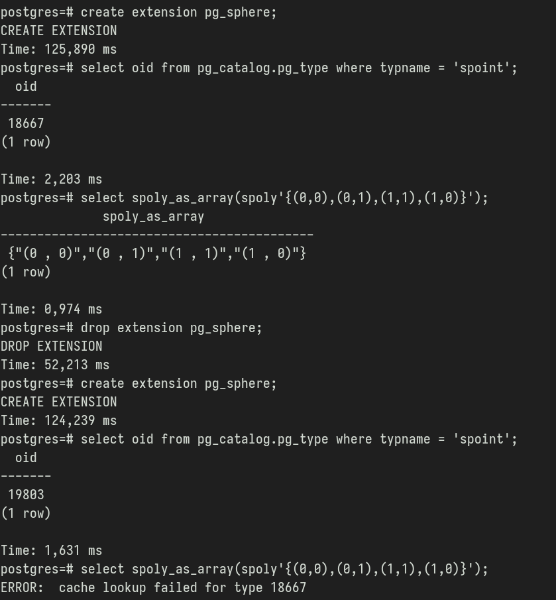 postgres=# create extension pg_sphere;
CREATE EXTENSION
Time: 125,890 ms
postgres=# select oid from pg_catalog.pg_type where typname = 'spoint';
  oid
-------
 18667
(1 row)

Time: 2,203 ms
postgres=# select spoly_as_array(spoly'{(0,0),(0,1),(1,1),(1,0)}');
              spoly_as_array
-------------------------------------------
 {"(0 , 0)","(0 , 1)","(1 , 1)","(1 , 0)"}
(1 row)

Time: 0,974 ms
postgres=# drop extension pg_sphere;
DROP EXTENSION
Time: 52,213 ms
postgres=# create extension pg_sphere;
CREATE EXTENSION
Time: 124,239 ms
postgres=# select oid from pg_catalog.pg_type where typname = 'spoint';
  oid
-------
 19803
(1 row)

Time: 1,631 ms
postgres=# select spoly_as_array(spoly'{(0,0),(0,1),(1,1),(1,0)}');
ERROR:  cache lookup failed for type 18667